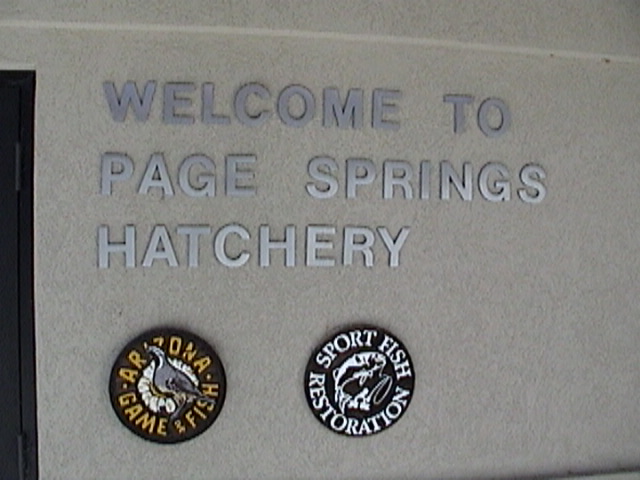 WELCOME TO
PAGE SPRINGS
HATCHERY
ARIZONA
GAME & FISH
SPORT FISH
RESTORATION